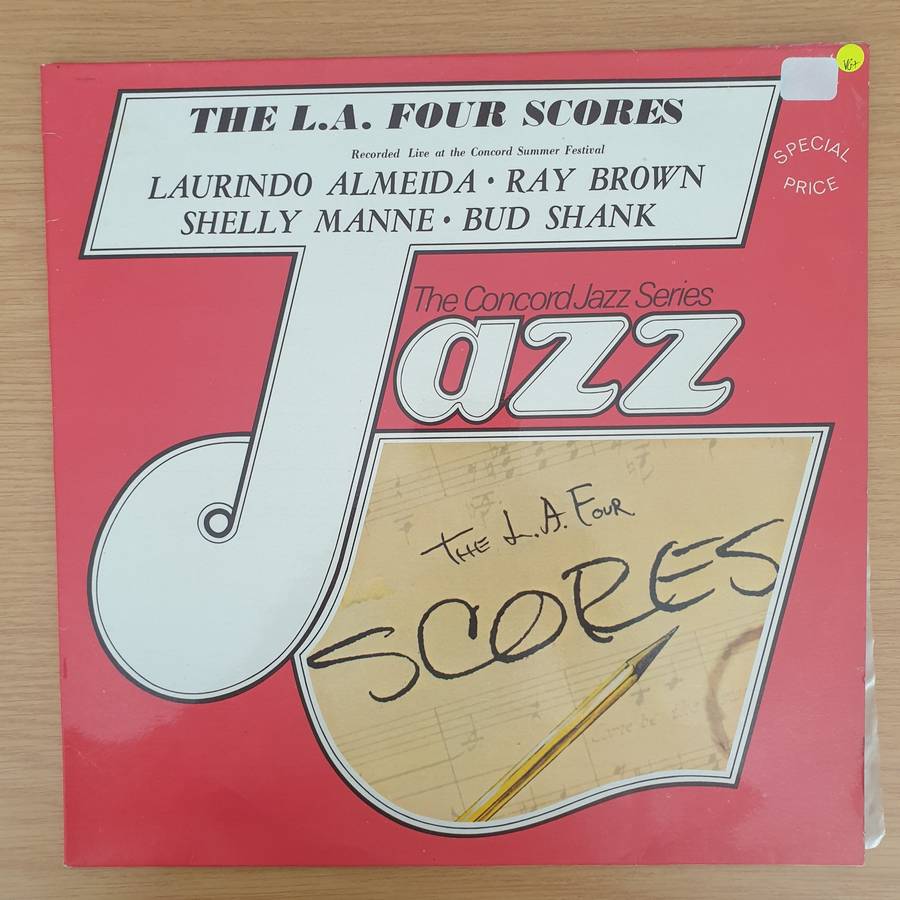 VG+
THE L.A. FOUR SCORES
Recorded Live at the Concord Summer Festival
LAURINDO ALMEIDA • RAY BROWN
SHELLY MANNE • BUD SHANK
SPECIAL
PRICE
The Concord Jazz Series
Jazz
THE L.A. FOUR
SCORES